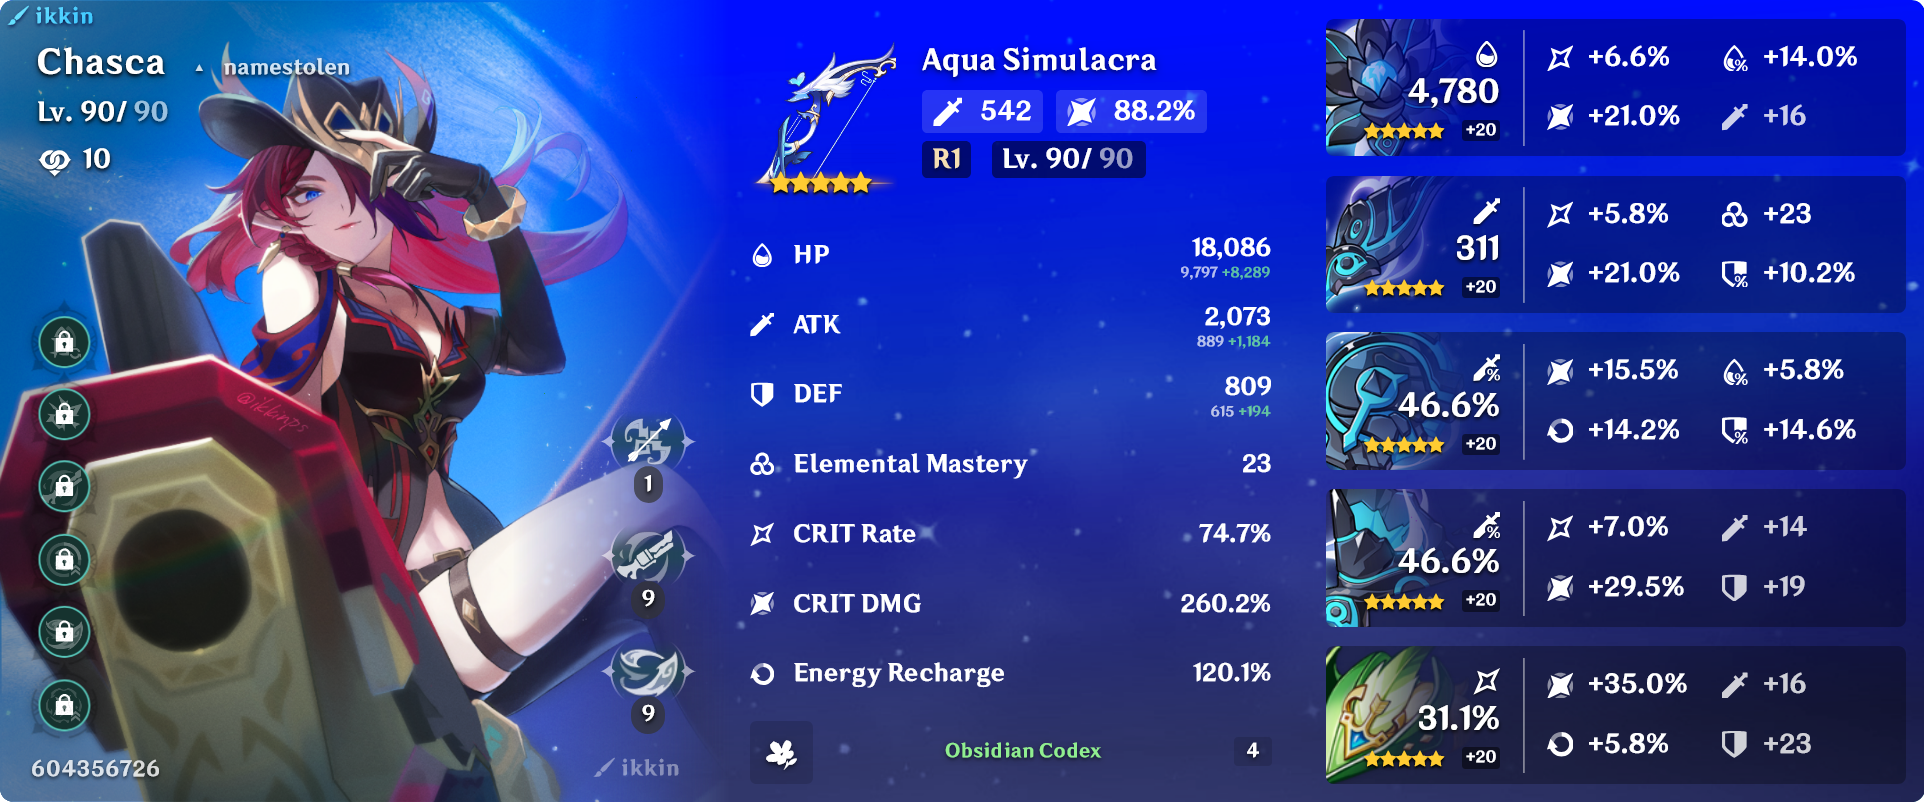 ikkin
Chasca ▲ namestolen
Lv. 90/ 90
10
@ikkinps
1
9
9
604356726
ikkin
Aqua Simulacra
542 88.2%
R1 Lv. 90/ 90
HP 18,086
9,797 +8,289
ATK 2,073
889 +1,184
DEF 809
615 +194
Elemental Mastery 23
CRIT Rate 74.7%
CRIT DMG 260.2%
Energy Recharge 120.1%
Obsidian Codex 4
4,780
+20
+6.6% +14.0%
+21.0% +16
311
+20
+5.8% +23
+21.0% +10.2%
%
46.6%
+20
+15.5% +5.8%
+14.2% +14.6%
%
46.6%
+20
+7.0% +14
+29.5% +19
31.1%
+20
+35.0% +16
+5.8% +23